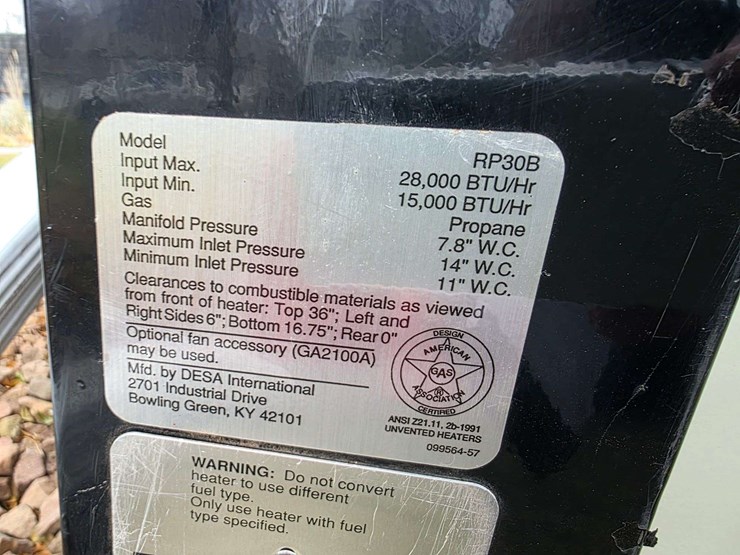 Model RP30B
Input Max. 28,000 BTU/Hr
Input Min. 15,000 BTU/Hr
Gas Propane
Manifold Pressure 7.8" W.C.
Maximum Inlet Pressure 14" W.C.
Minimum Inlet Pressure 11" W.C.
Clearances to combustible materials as viewed
from front of heater: Top 36"; Left and
Right Sides 6"; Bottom 16.75"; Rear 0"
Optional fan accessory (GA2100A)
may be used.
Mfd. by DESA International
2701 Industrial Drive
Bowling Green, KY 42101
DESIGN
AMERICAN
GAS
ASSOCIATION
CERTIFIED
ANSI Z21.11. 2b-1991
UNVENTED HEATERS
099564-57
WARNING: Do not convert
heater to use different
fuel type.
Only use heater with fuel
type specified.